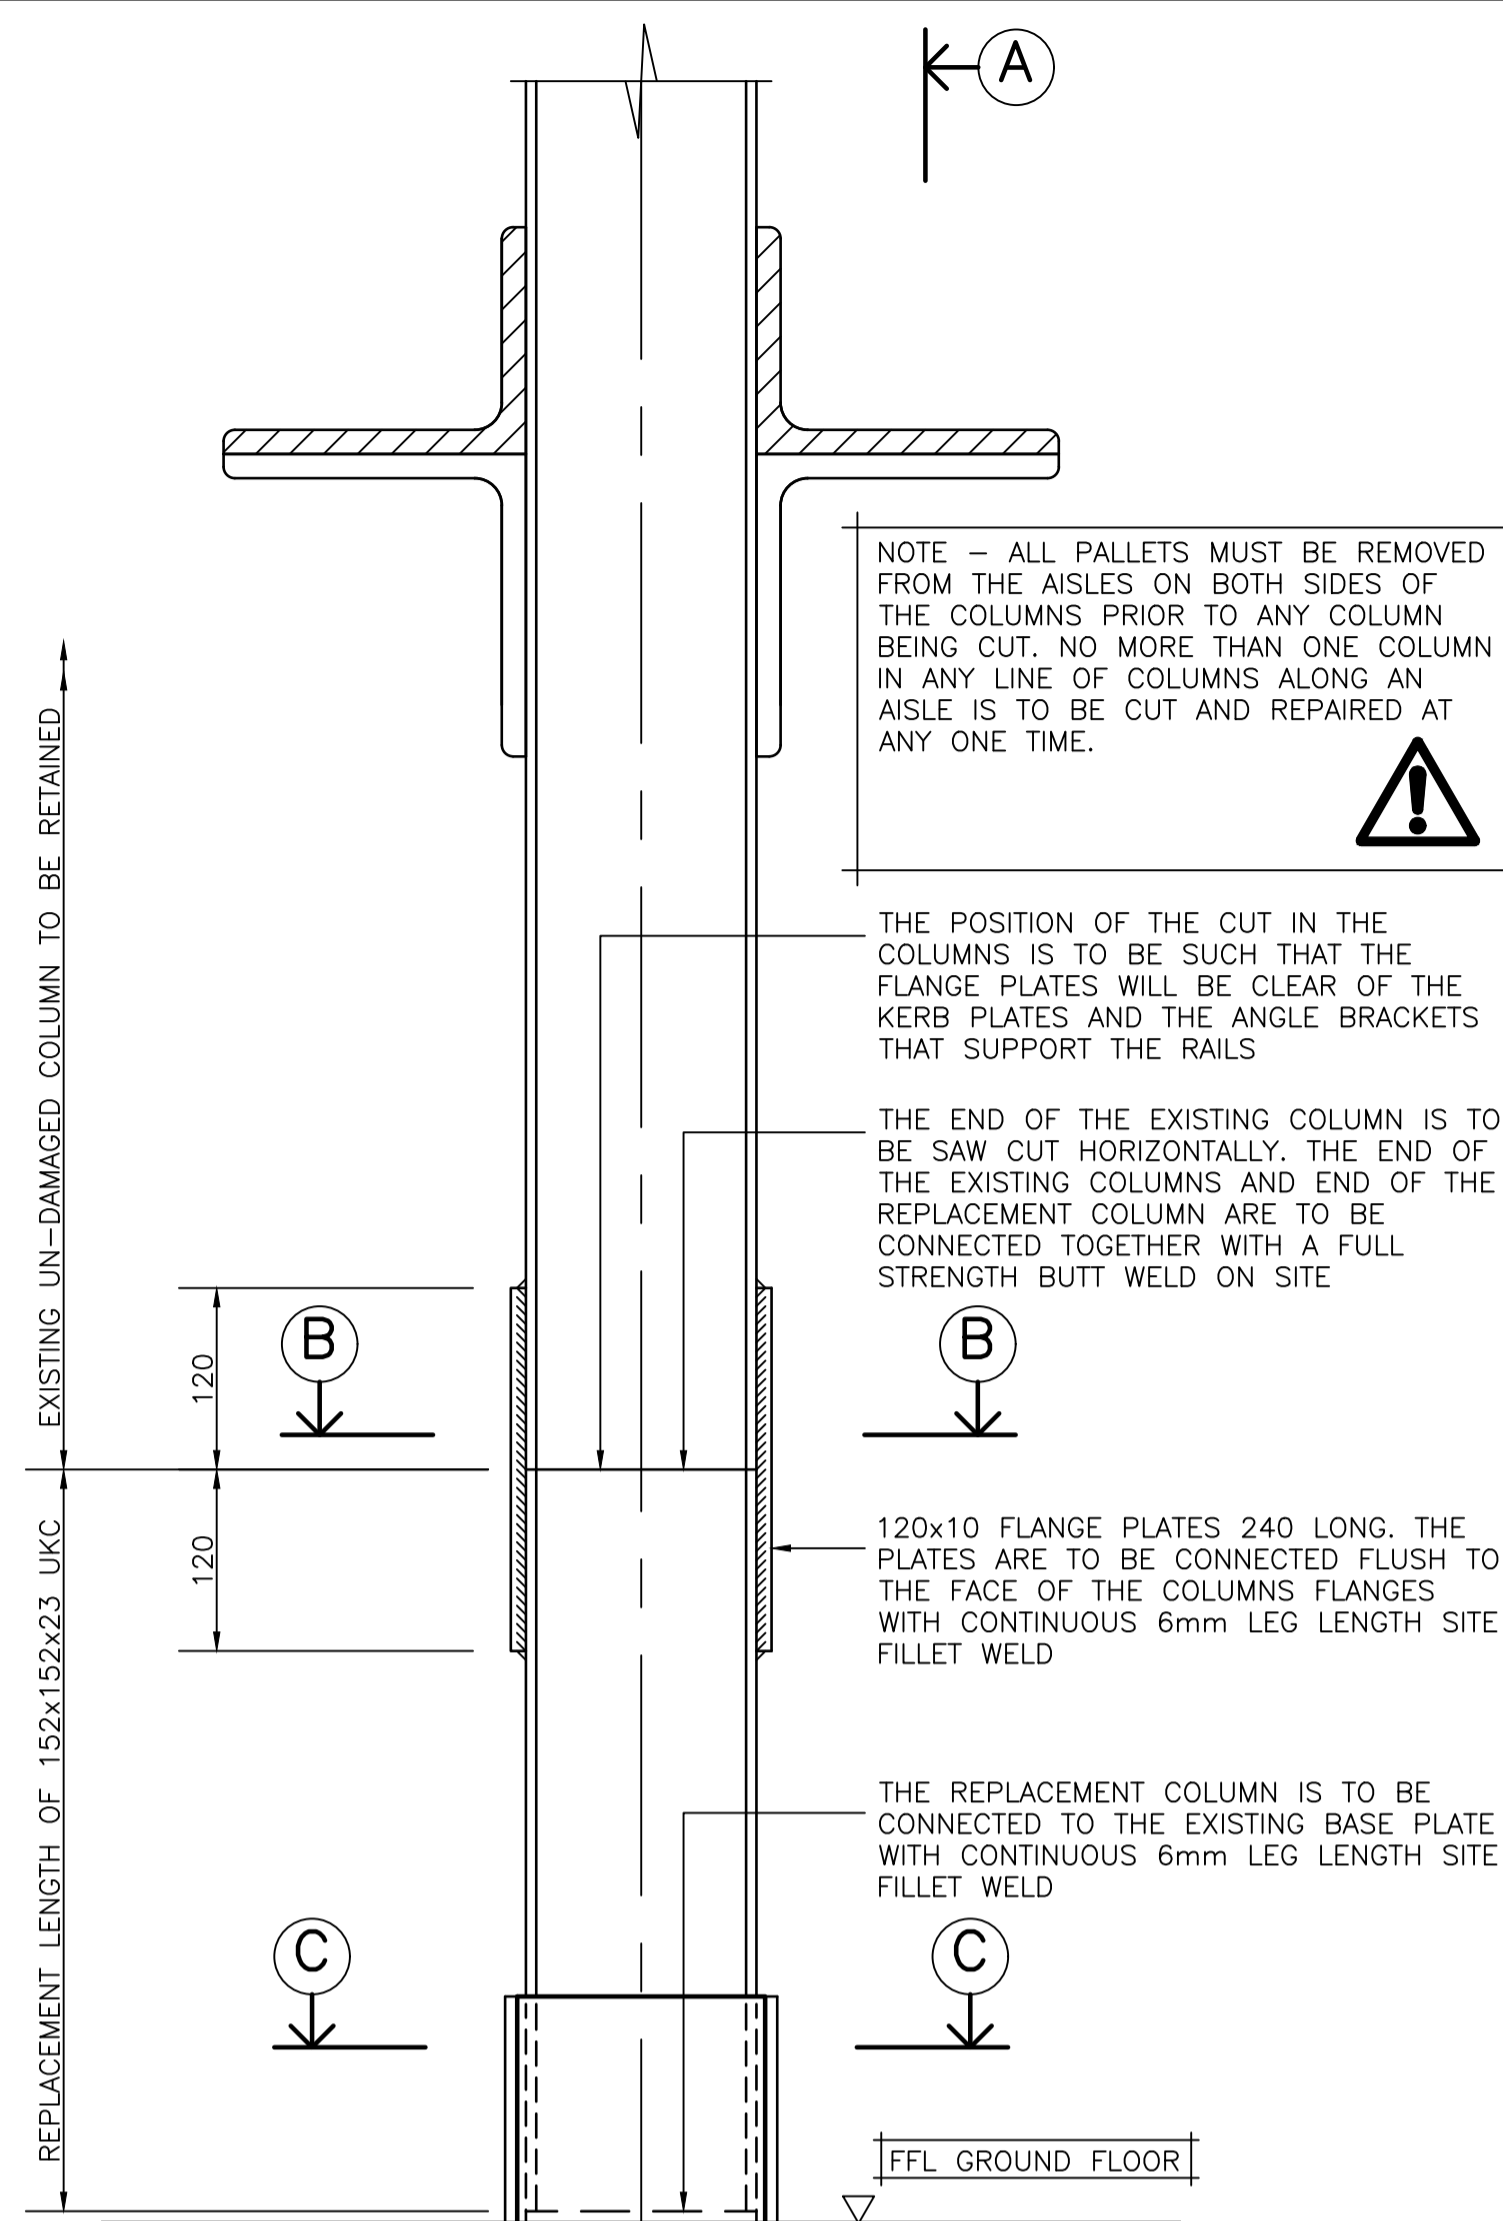 A
NOTE – ALL PALLETS MUST BE REMOVED
FROM THE AISLES ON BOTH SIDES OF
THE COLUMNS PRIOR TO ANY COLUMN
BEING CUT. NO MORE THAN ONE COLUMN
IN ANY LINE OF COLUMNS ALONG AN
AISLE IS TO BE CUT AND REPAIRED AT
ANY ONE TIME.
EXISTING UN–DAMAGED COLUMN TO BE RETAINED
THE POSITION OF THE CUT IN THE
COLUMNS IS TO BE SUCH THAT THE
FLANGE PLATES WILL BE CLEAR OF THE
KERB PLATES AND THE ANGLE BRACKETS
THAT SUPPORT THE RAILS
THE END OF THE EXISTING COLUMN IS TO
BE SAW CUT HORIZONTALLY. THE END OF
THE EXISTING COLUMNS AND END OF THE
REPLACEMENT COLUMN ARE TO BE
CONNECTED TOGETHER WITH A FULL
STRENGTH BUTT WELD ON SITE
120
B
B
120
REPLACEMENT LENGTH OF 152x152x23 UKC
120x10 FLANGE PLATES 240 LONG. THE
PLATES ARE TO BE CONNECTED FLUSH TO
THE FACE OF THE COLUMNS FLANGES
WITH CONTINUOUS 6mm LEG LENGTH SITE
FILLET WELD
THE REPLACEMENT COLUMN IS TO BE
CONNECTED TO THE EXISTING BASE PLATE
WITH CONTINUOUS 6mm LEG LENGTH SITE
FILLET WELD
C
C
FFL GROUND FLOOR